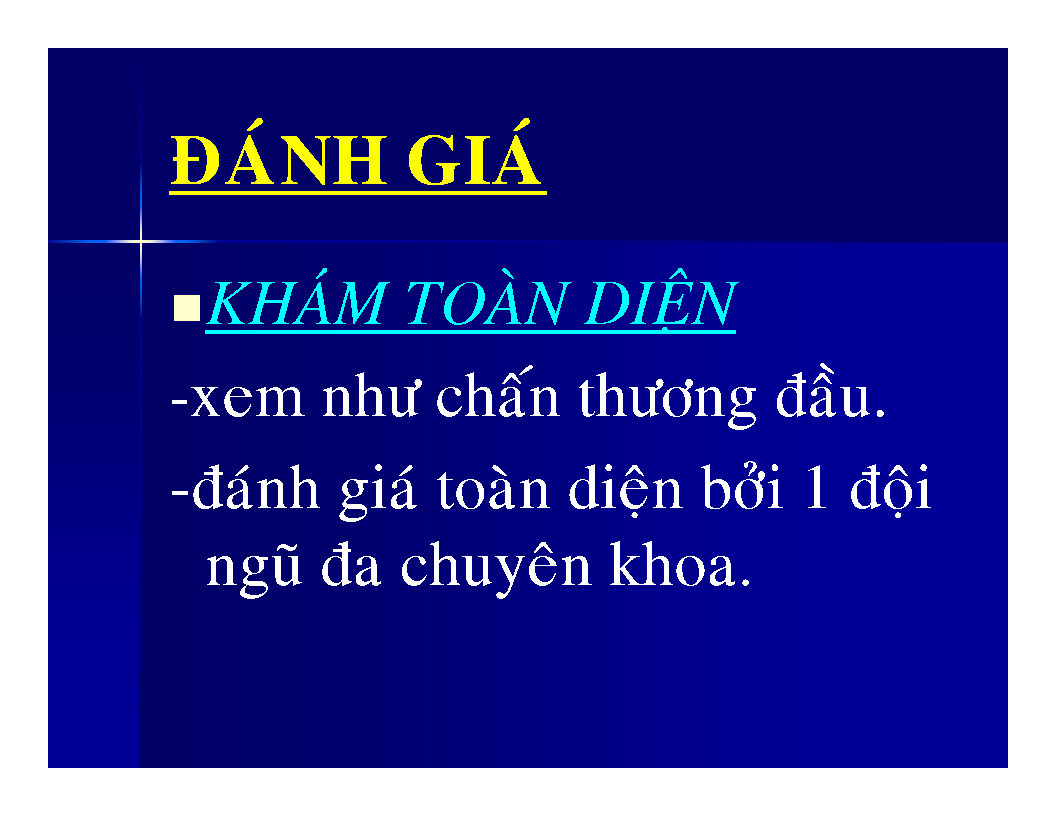 ĐÁNH GIÁ
KHÁM TOÀN DIỆN
-xem như chấn thương đầu.
-đánh giá toàn diện bởi 1 đội
ngũ đa chuyên khoa.